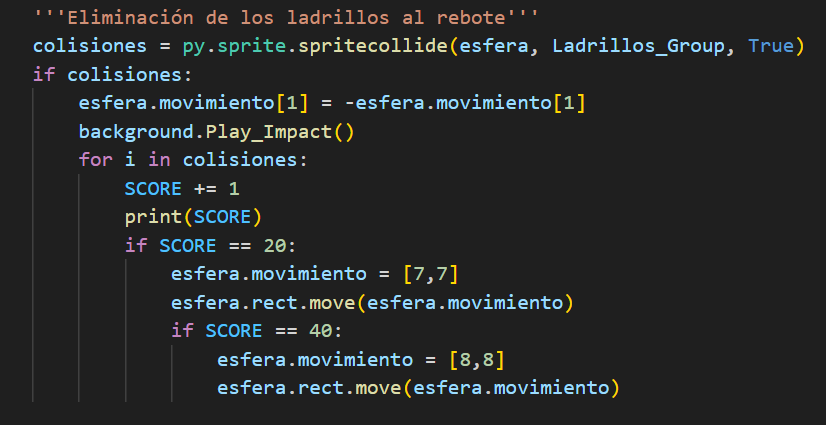 '''Eliminación de los ladrillos al rebote'''
colisiones = py.sprite.spritecollide(esfera, Ladrillos_Group, True)
if colisiones:
    esfera.movimiento[1] = -esfera.movimiento[1]
    background.Play_Impact()
    for i in colisiones:
        SCORE += 1
        print(SCORE)
        if SCORE == 20:
            esfera.movimiento = [7,7]
            esfera.rect.move(esfera.movimiento)
            if SCORE == 40:
                esfera.movimiento = [8,8]
                esfera.rect.move(esfera.movimiento)